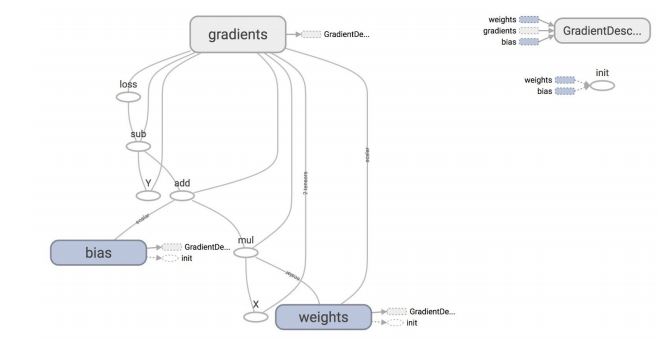 gradients
GradientDe...
weights
gradients
bias
GradientDesc...
loss
weights
bias
init
sub
scalar
Y
add
2 tensors
scalar
bias
GradientDe...
init
mul
scalar
X
weights
GradientDe...
init